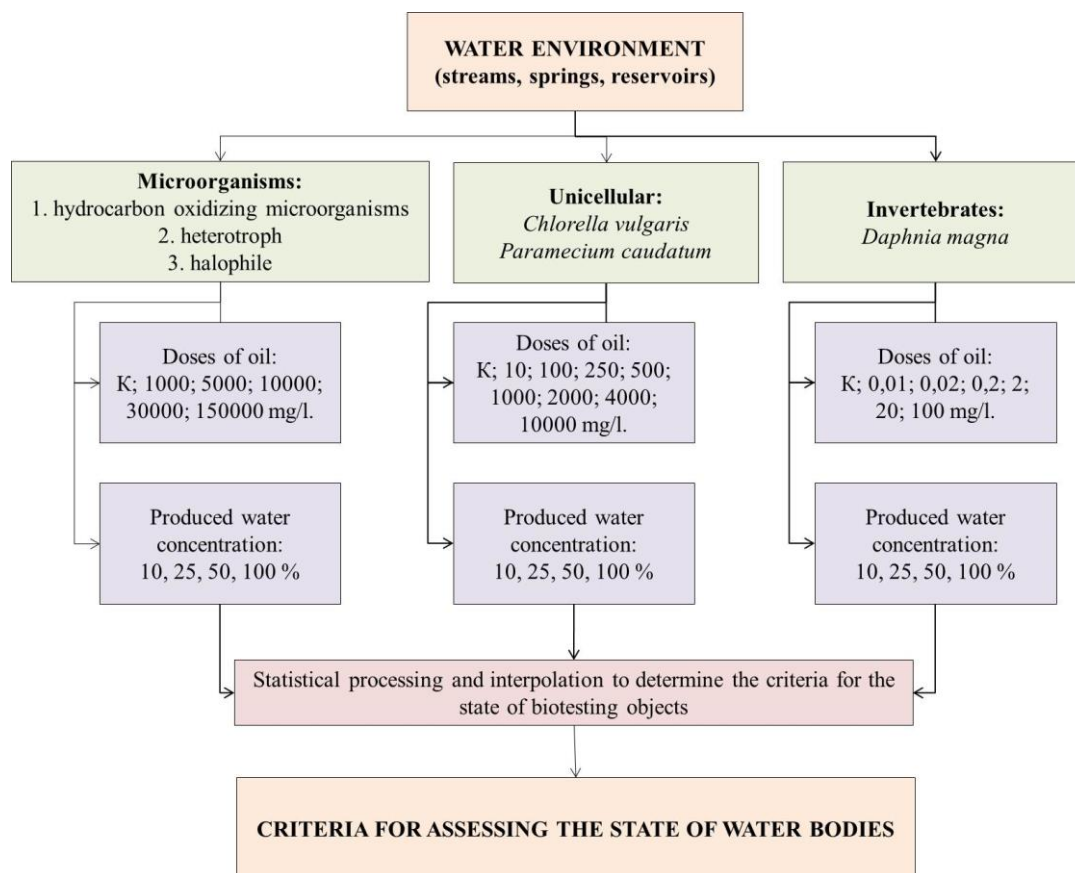 WATER ENVIRONMENT
(streams, springs, reservoirs)
Microorganisms:
1. hydrocarbon oxidizing microorganisms
2. heterotroph
3. halophile
Unicellular:
Chlorella vulgaris
Paramecium caudatum
Invertebrates:
Daphnia magna
Doses of oil:
К; 1000; 5000; 10000;
30000; 150000 mg/l.
Doses of oil:
К; 10; 100; 250; 500;
1000; 2000; 4000;
10000 mg/l.
Doses of oil:
К; 0,01; 0,02; 0,2; 2;
20; 100 mg/l.
Produced water
concentration:
10, 25, 50, 100 %
Produced water
concentration:
10, 25, 50, 100 %
Produced water
concentration:
10, 25, 50, 100 %
Statistical processing and interpolation to determine the criteria for the
state of biotesting objects
CRITERIA FOR ASSESSING THE STATE OF WATER BODIES